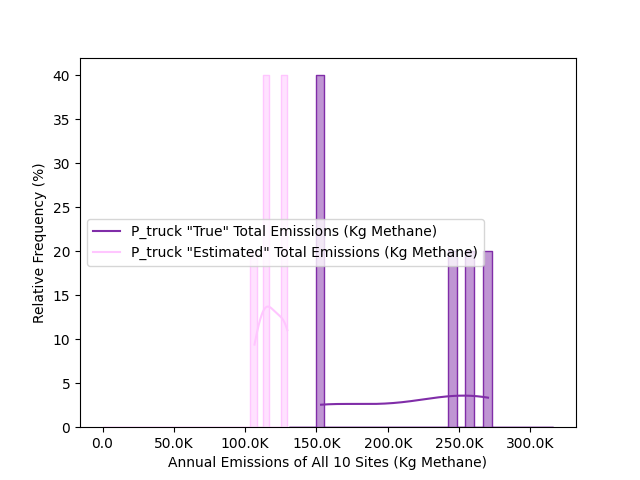 40
35
30
25
20
15
10
5
0
Relative Frequency (%)
P_truck "True" Total Emissions (Kg Methane)
P_truck "Estimated" Total Emissions (Kg Methane)
0.0 50.0K 100.0K 150.0K 200.0K 250.0K 300.0K
Annual Emissions of All 10 Sites (Kg Methane)